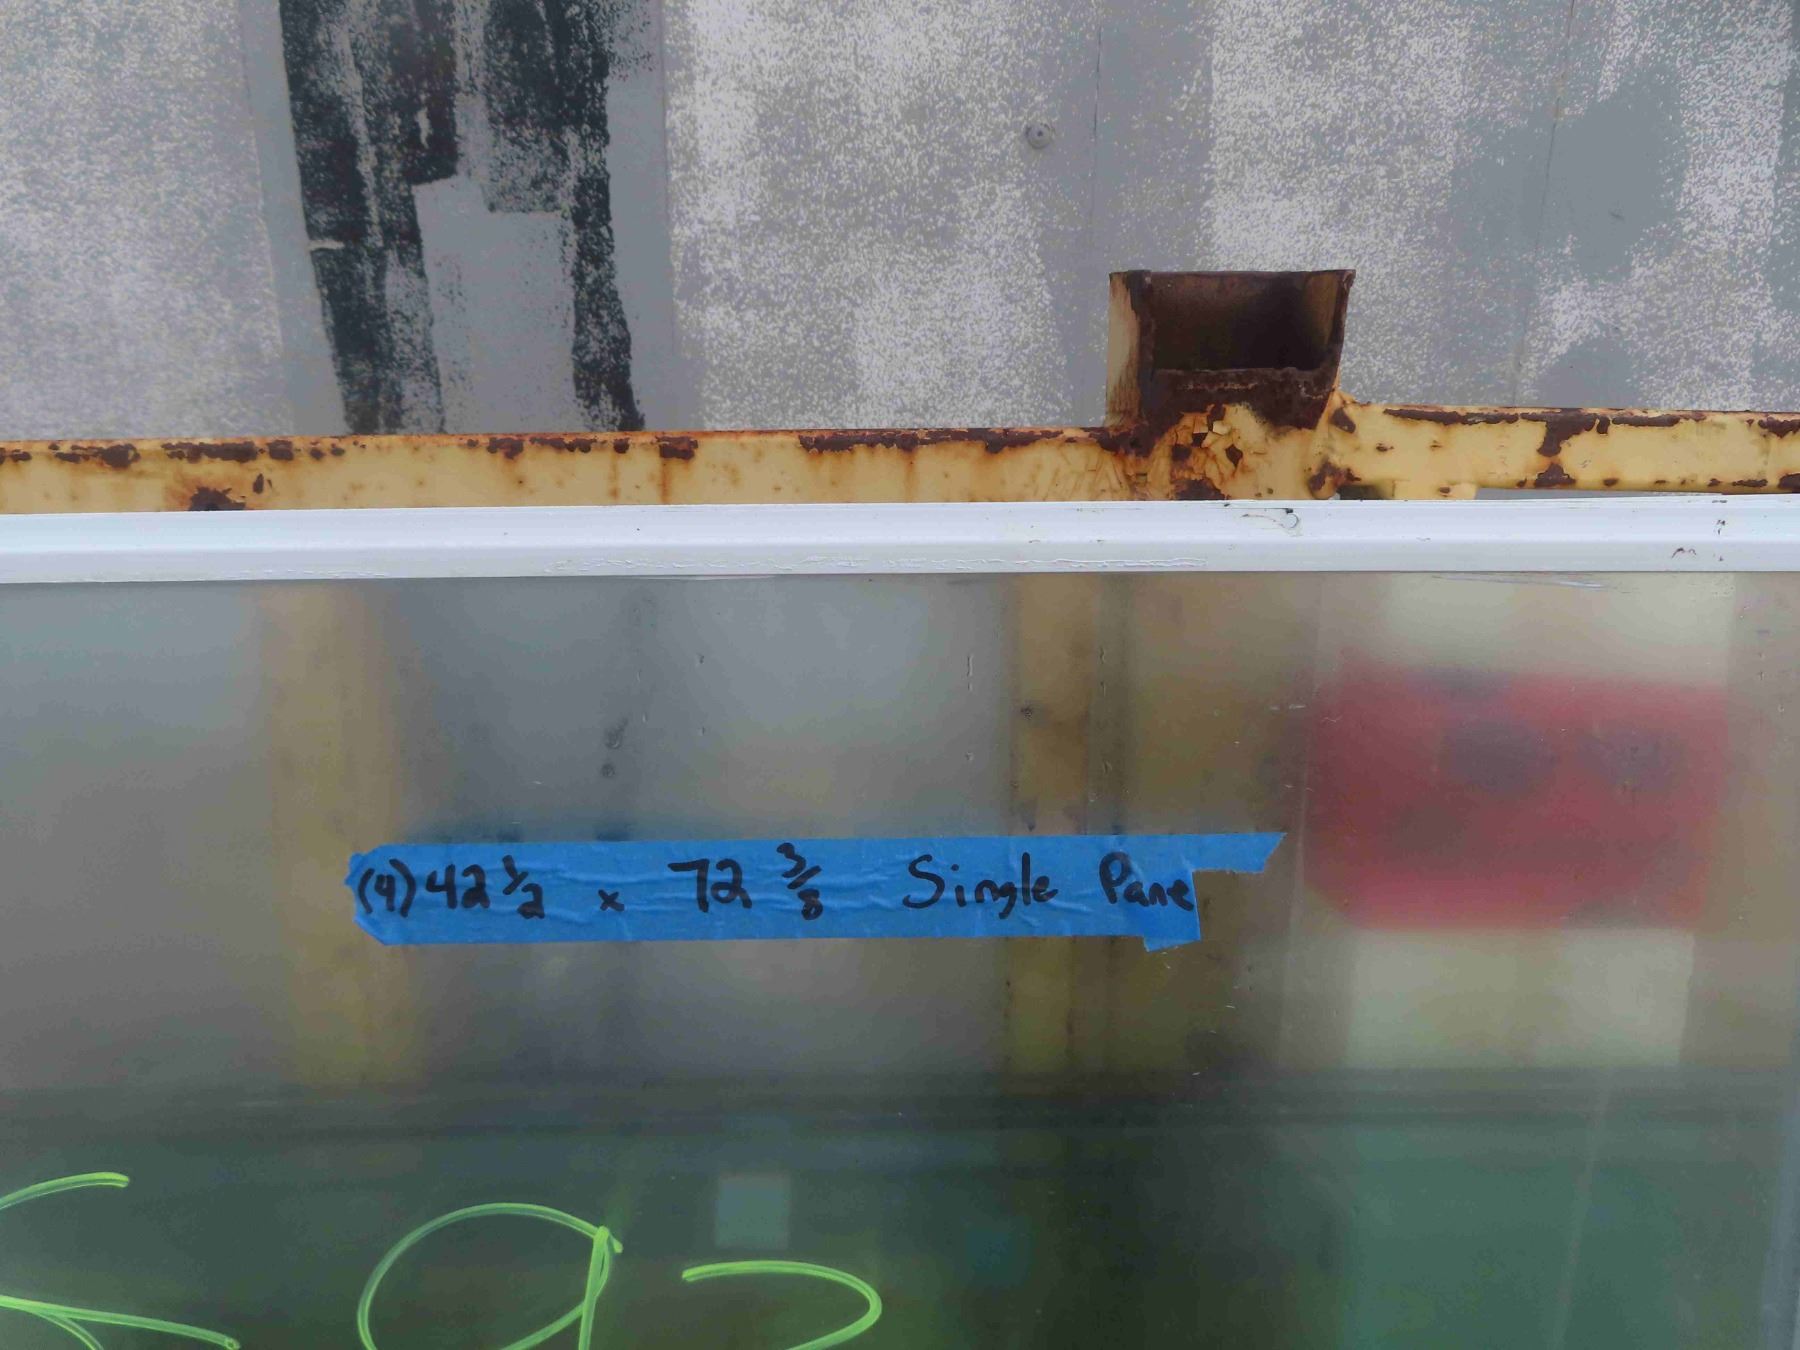 (4) 42 1/2 x 72 3/8 Single Pane